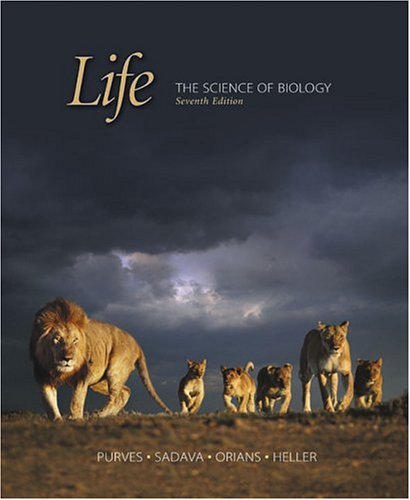 Life THE SCIENCE OF BIOLOGY
Seventh Edition
PURVES • SADAVA • ORIANS • HELLER